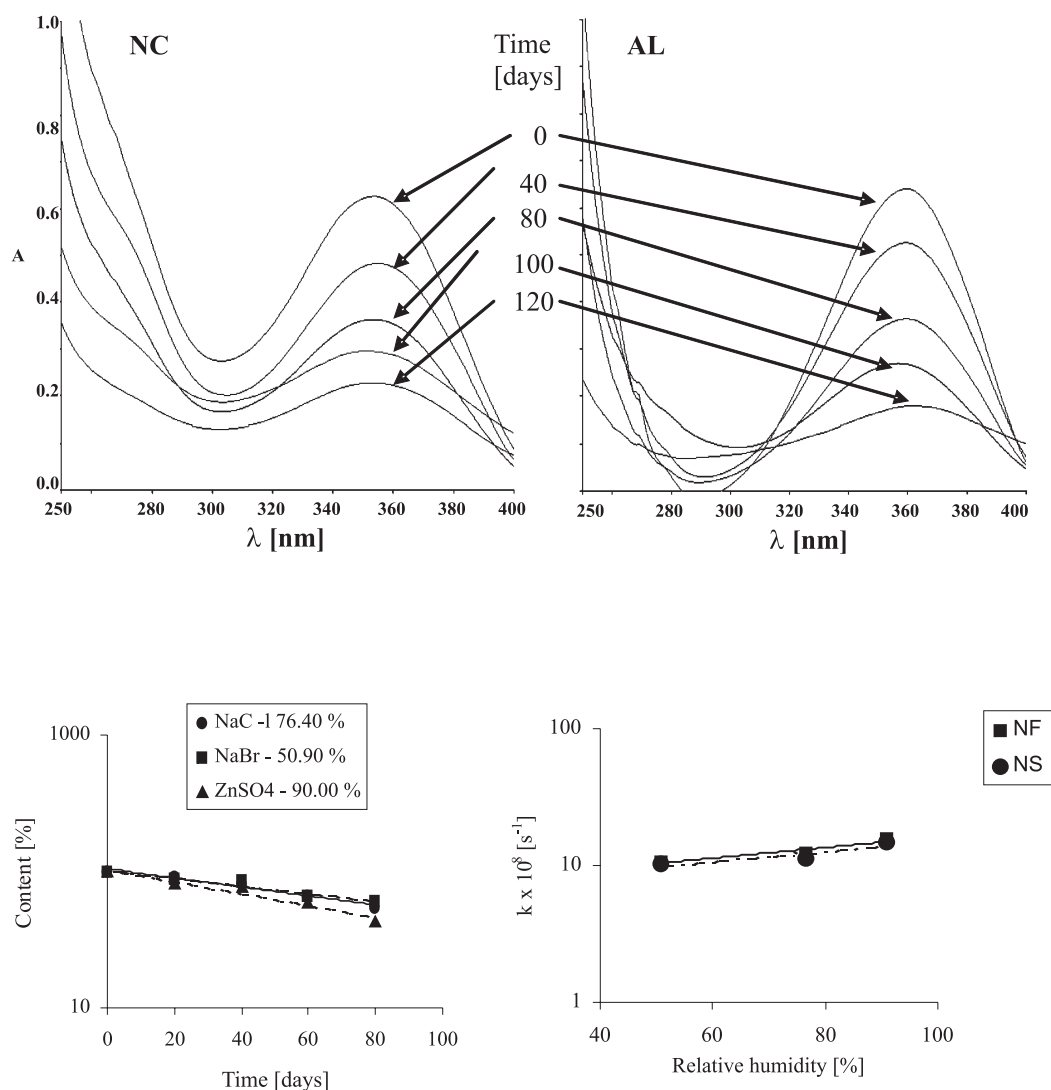 NC
Time
[days]
AL
1.0
0.8
0.6
0.4
0.2
0.0
A
0
40
80
100
120
250 280 300 320 340 360 380 400
λ [nm]
250 280 300 320 340 360 380 400
λ [nm]
NaC -l 76.40 %
NaBr - 50.90 %
ZnSO4 - 90.00 %
1000
10
Content [%]
0 20 40 60 80 100
Time [days]
NF
NS
100
10
1
k x 10⁸ [s⁻¹]
40 60 80 100
Relative humidity [%]